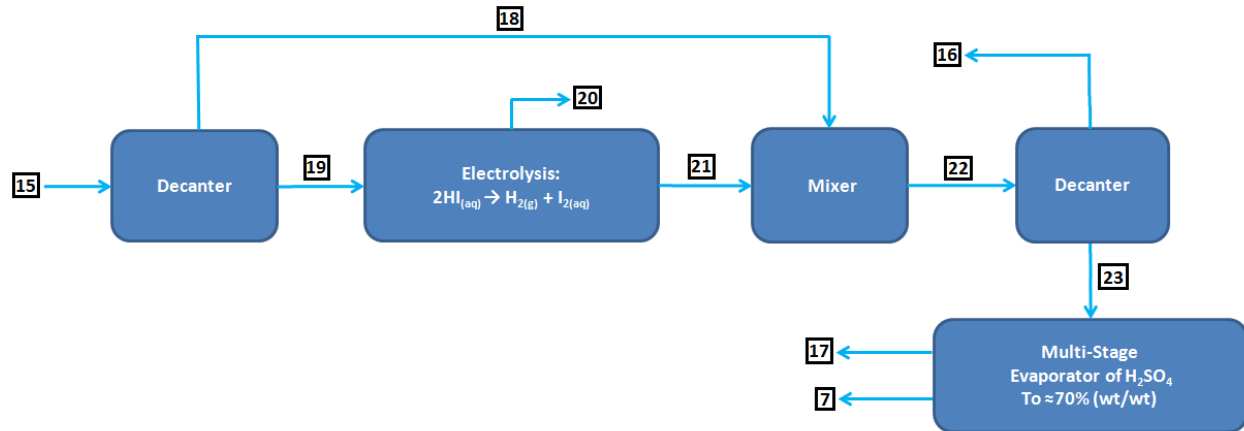 18
16
20
15
Decanter
19
Electrolysis:
2HI(aq) → H2(g) + I2(aq)
21
Mixer
22
Decanter
23
17
7
Multi-Stage
Evaporator of H2SO4
To ≈70% (wt/wt)